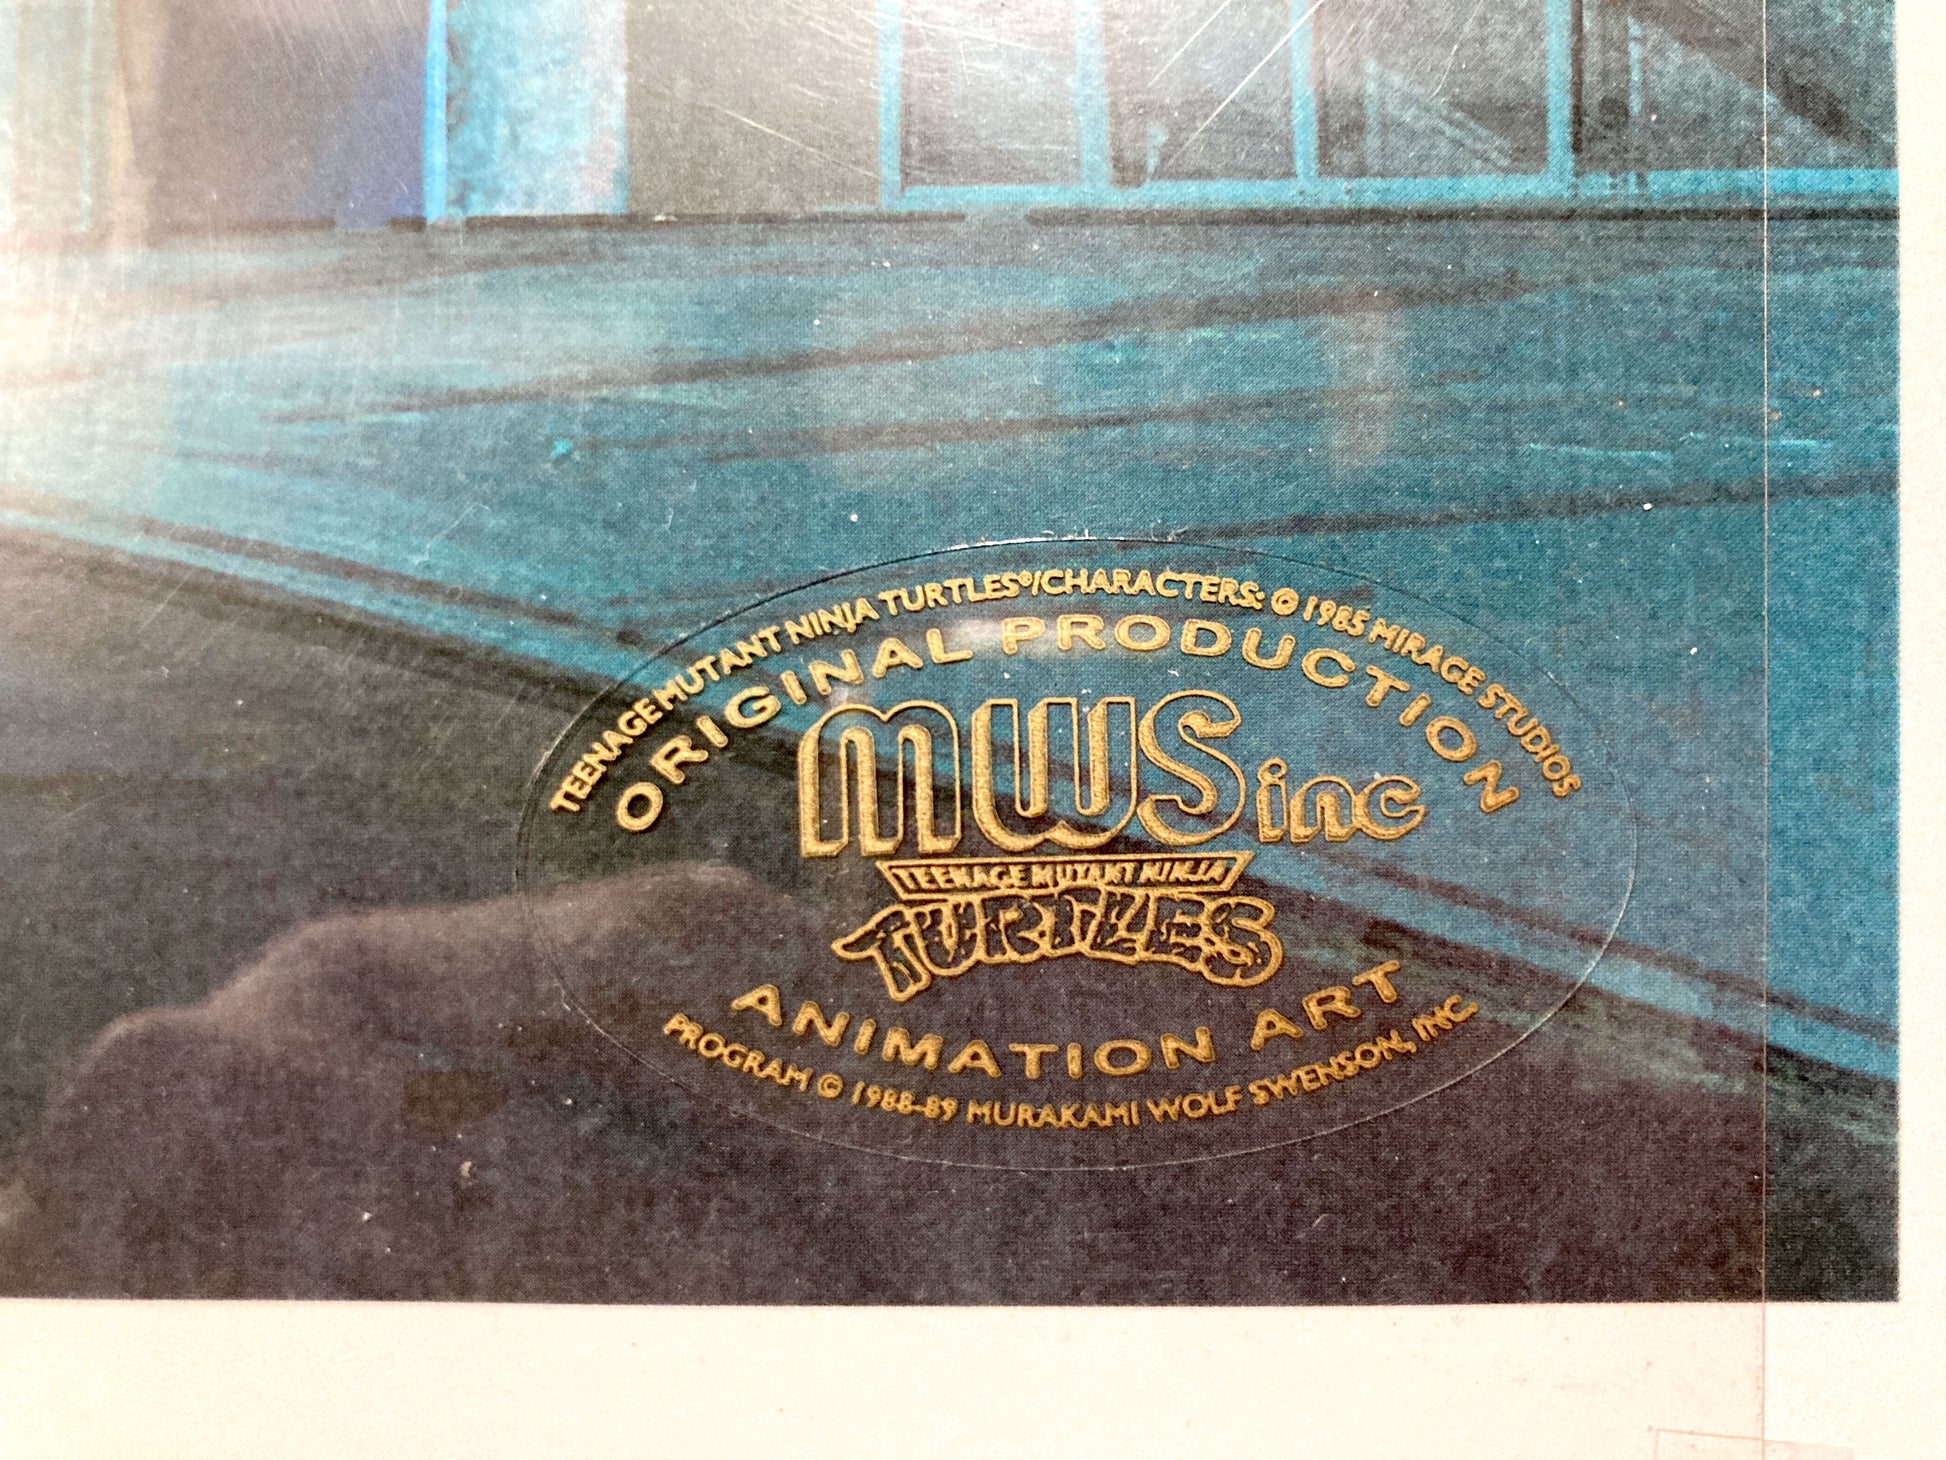 TEENAGE MUTANT NINJA TURTLES®/CHARACTERS: © 1985 MIRAGE STUDIOS
ORIGINAL PRODUCTION
MWS inc
TEENAGE MUTANT NINJA
TURTLES
ANIMATION ART
PROGRAM © 1988-89 MURAKAMI WOLF SWENSON, INC.